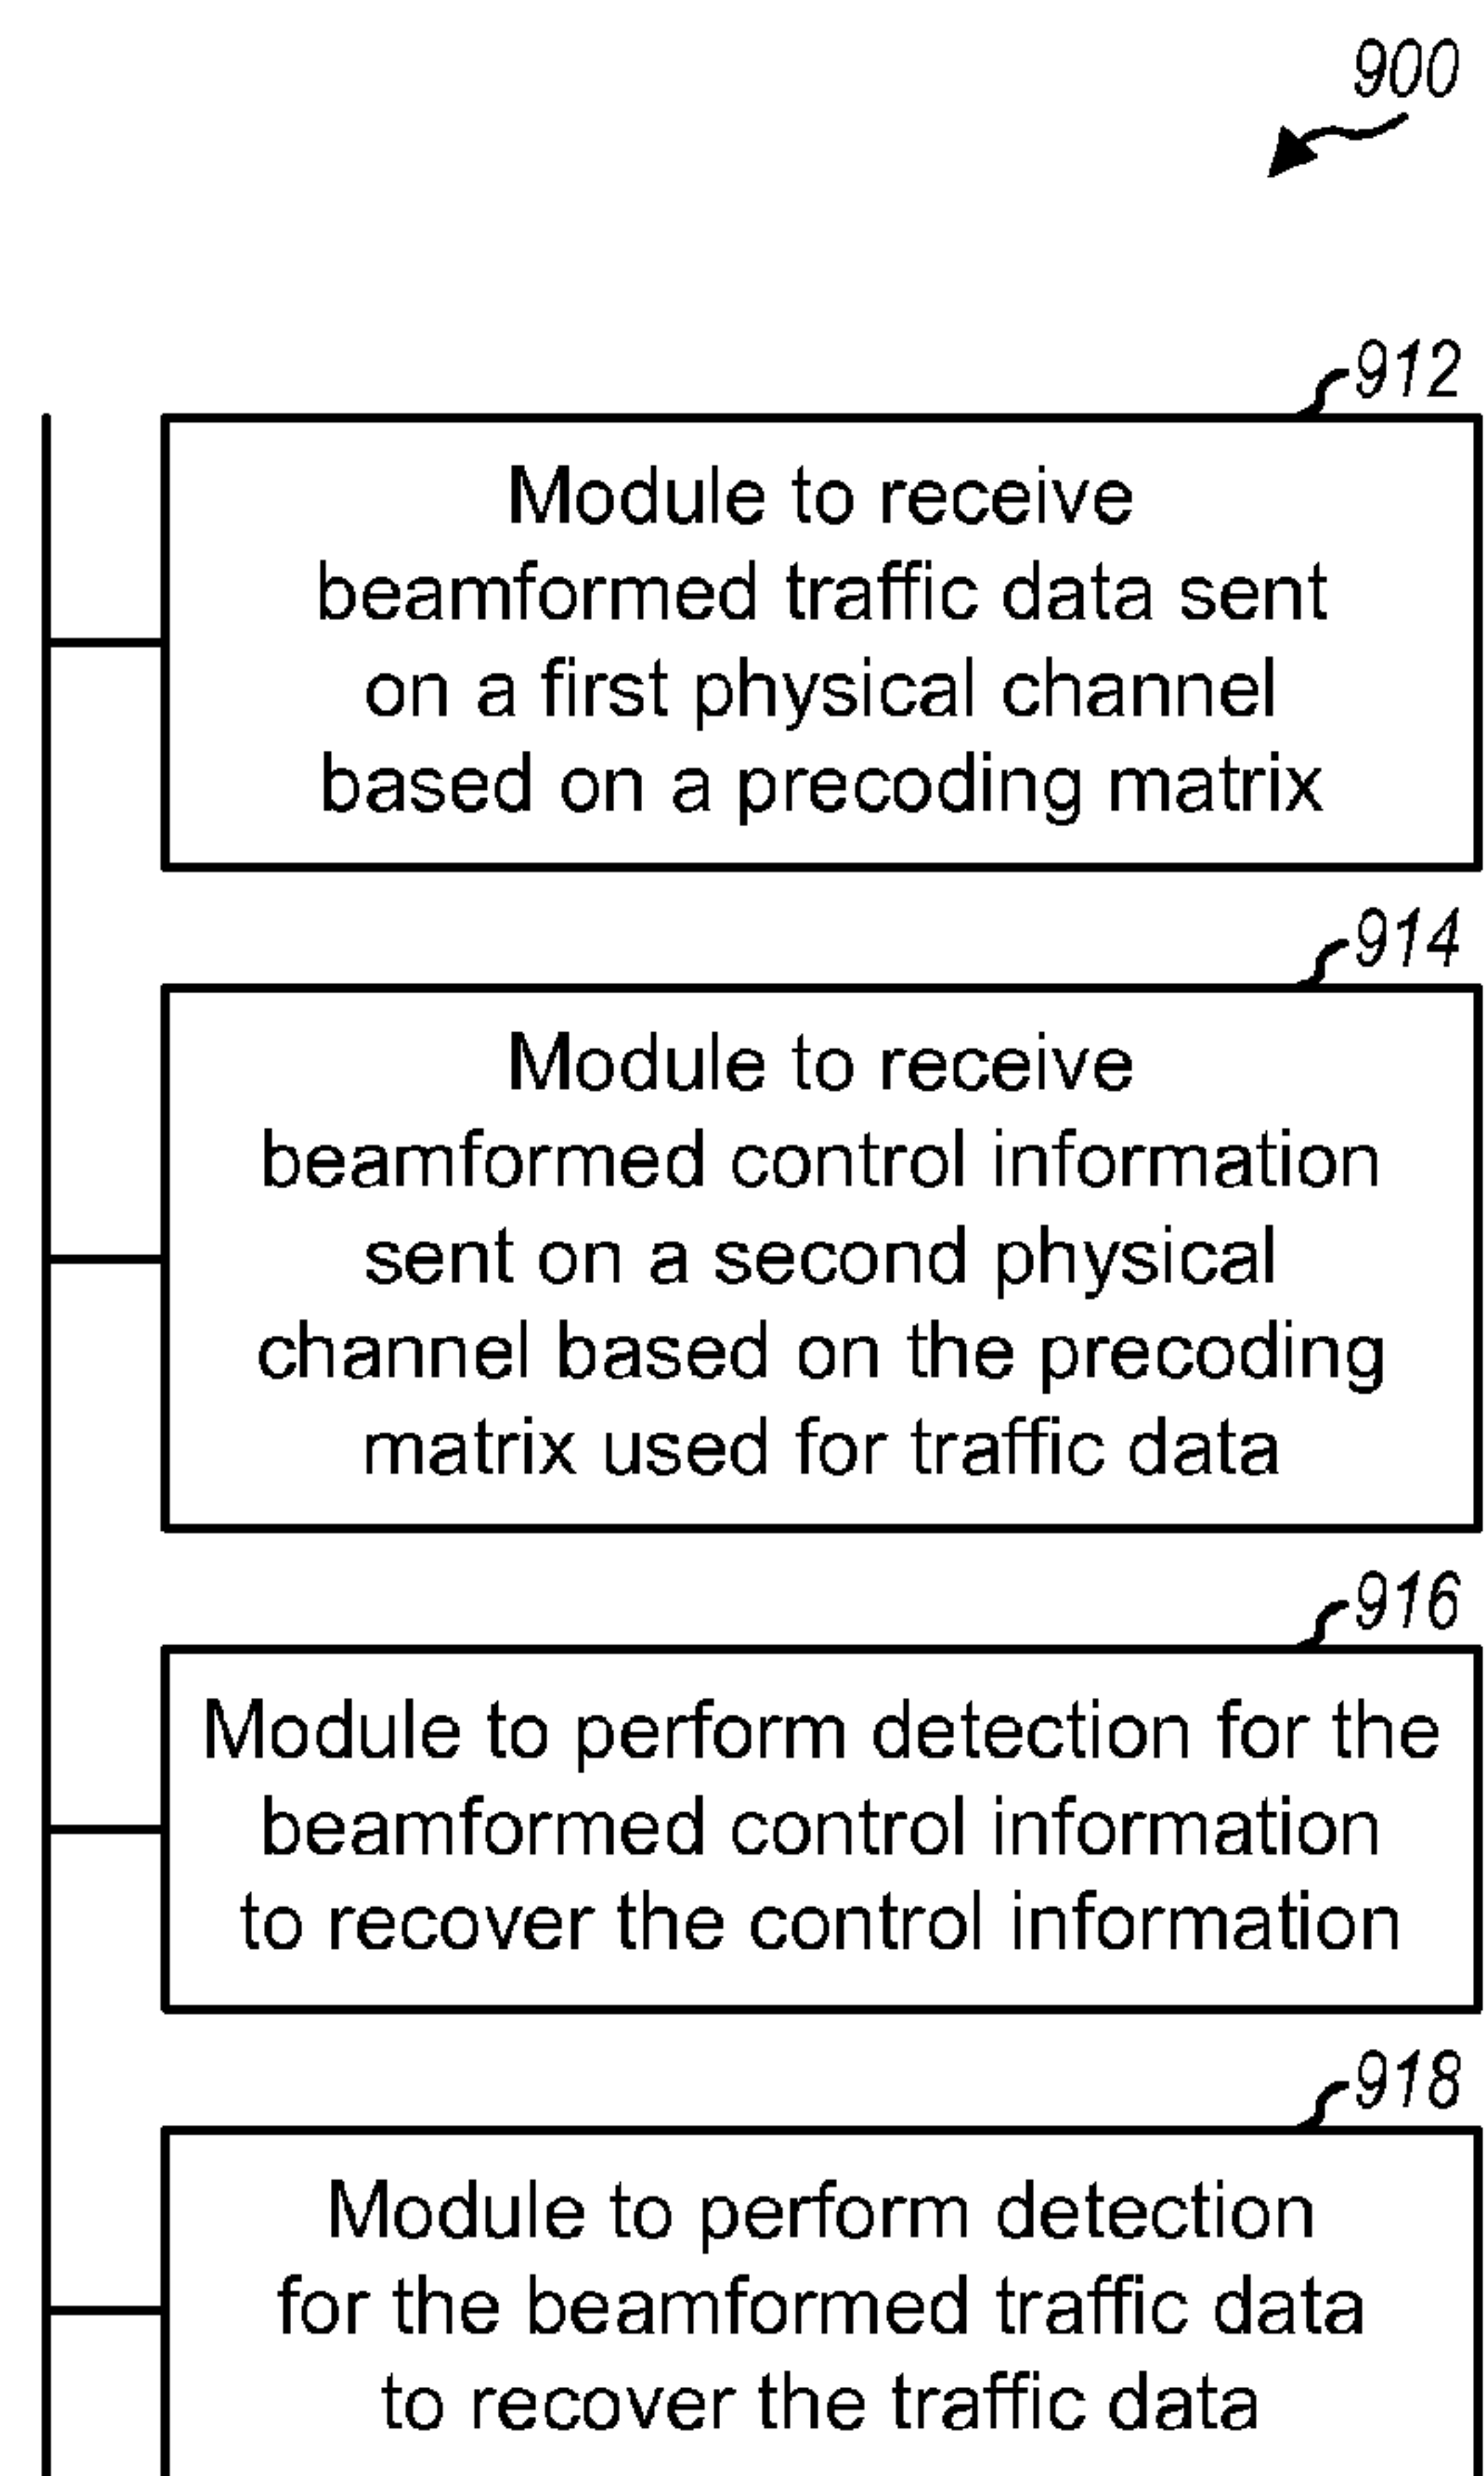 900
912
Module to receive
beamformed traffic data sent
on a first physical channel
based on a precoding matrix
914
Module to receive
beamformed control information
sent on a second physical
channel based on the precoding
matrix used for traffic data
916
Module to perform detection for the
beamformed control information
to recover the control information
918
Module to perform detection
for the beamformed traffic data
to recover the traffic data